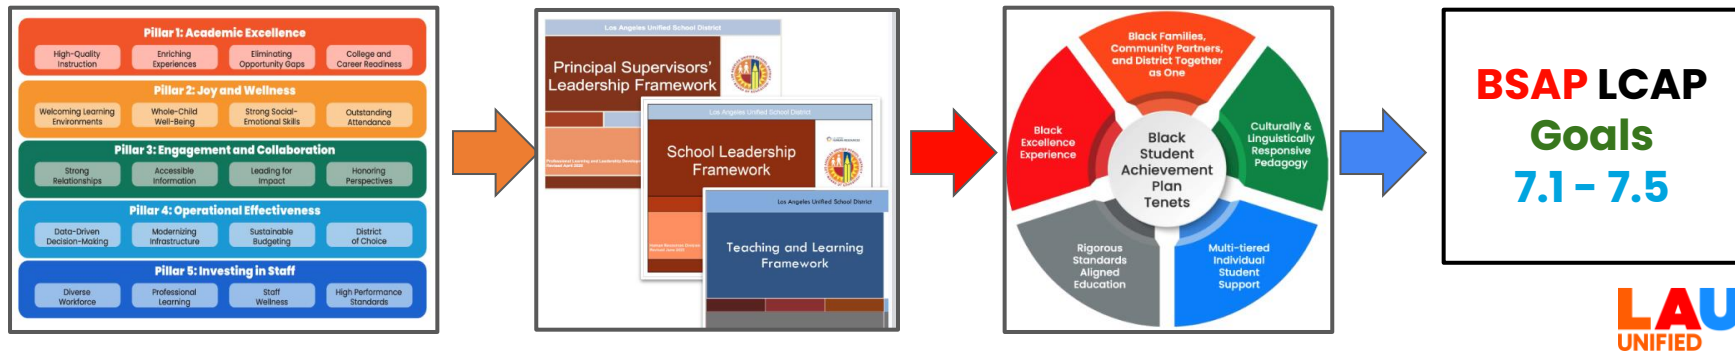 Pillar 1: Academic Excellence
High-Quality
Instruction
Enriching
Experiences
Eliminating
Opportunity Gaps
College and
Career Readiness
Pillar 2: Joy and Wellness
Welcoming Learning
Environments
Whole-Child
Well-Being
Strong Social-
Emotional Skills
Outstanding
Attendance
Pillar 3: Engagement and Collaboration
Strong
Relationships
Accessible
Information
Leading for
Impact
Honoring
Perspectives
Pillar 4: Operational Effectiveness
Data-Driven
Decision-Making
Modernizing
Infrastructure
Sustainable
Budgeting
District
of Choice
Pillar 5: Investing in Staff
Diverse
Workforce
Professional
Learning
Staff
Wellness
High Performance
Standards
Los Angeles Unified School District
Principal Supervisors'
Leadership Framework
Los Angeles Unified School District
School Leadership
Framework
Los Angeles Unified School District
Teaching and Learning
Framework
Black Families,
Community Partners,
and District Together
as One
Black
Excellence
Experience
Culturally &
Linguistically
Responsive
Pedagogy
Black
Student
Achievement
Plan
Tenets
Rigorous
Standards
Aligned
Education
Multi-tiered
Individual
Student
Support
BSAP LCAP
Goals
7.1 - 7.5
LAU
UNIFIED